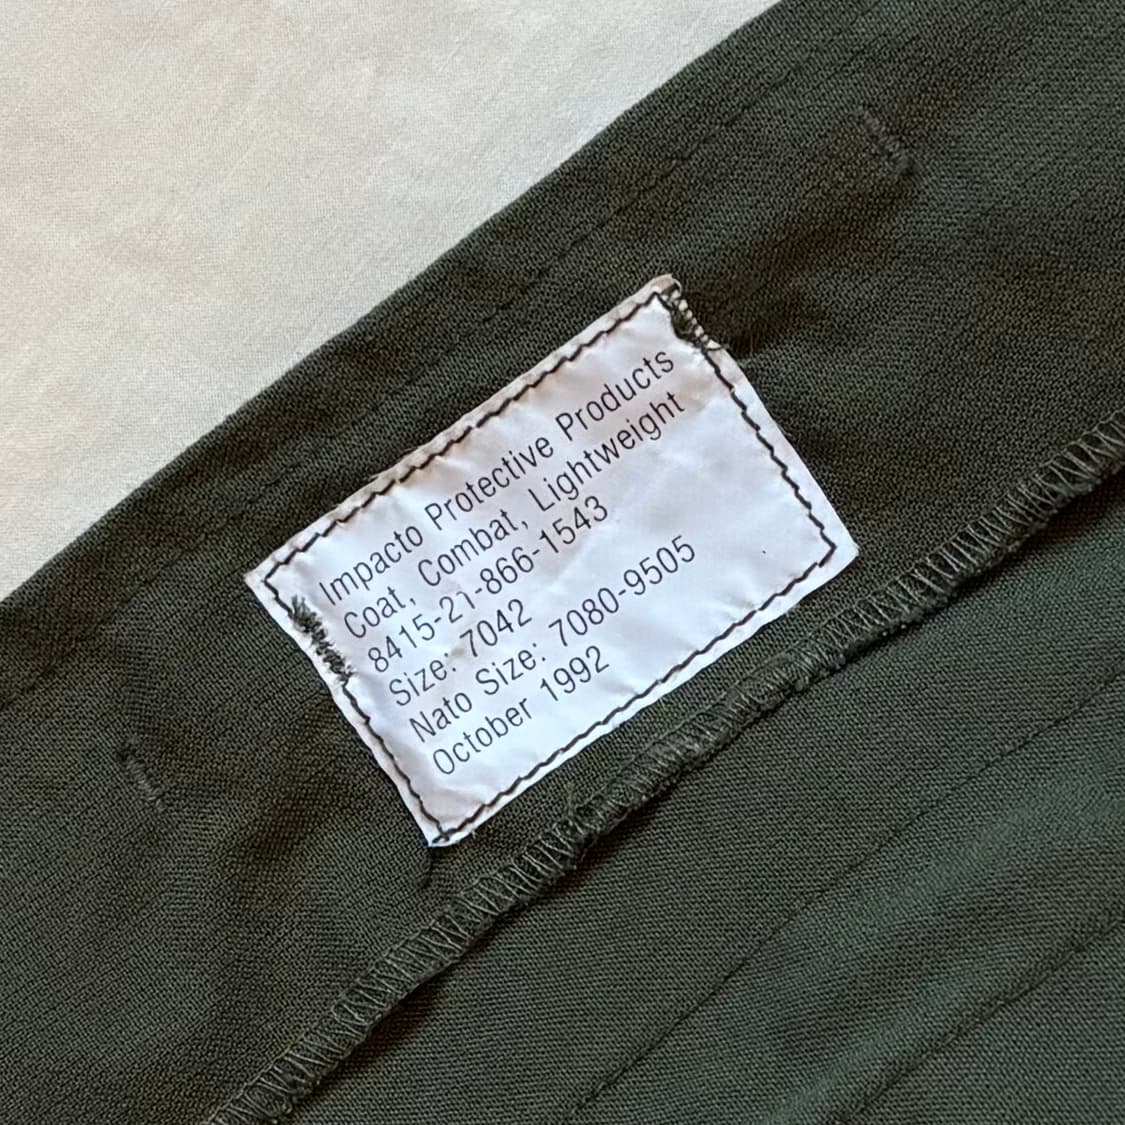 Impacto Protective Products
Coat, Combat, Lightweight
8415-21-866-1543
Size: 7042
Nato Size: 7080-9505
October 1992